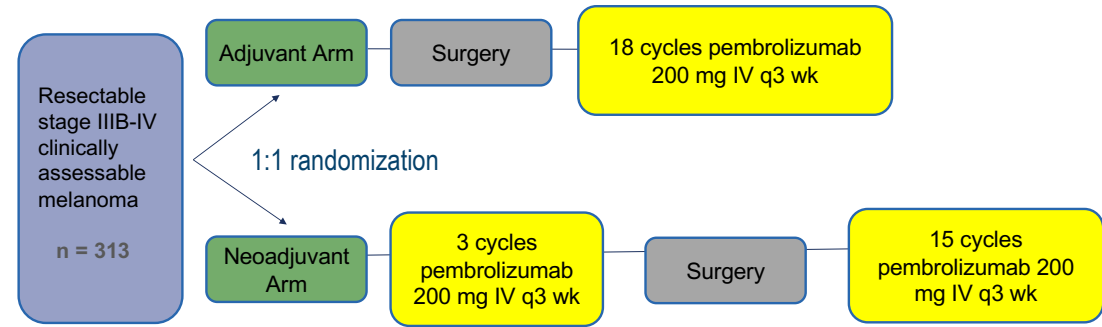 Resectable
stage IIIB-IV
clinically
assessable
melanoma
n = 313
1:1 randomization
Adjuvant Arm
Surgery
18 cycles pembrolizumab
200 mg IV q3 wk
Neoadjuvant
Arm
3 cycles
pembrolizumab
200 mg IV q3 wk
Surgery
15 cycles
pembrolizumab 200
mg IV q3 wk